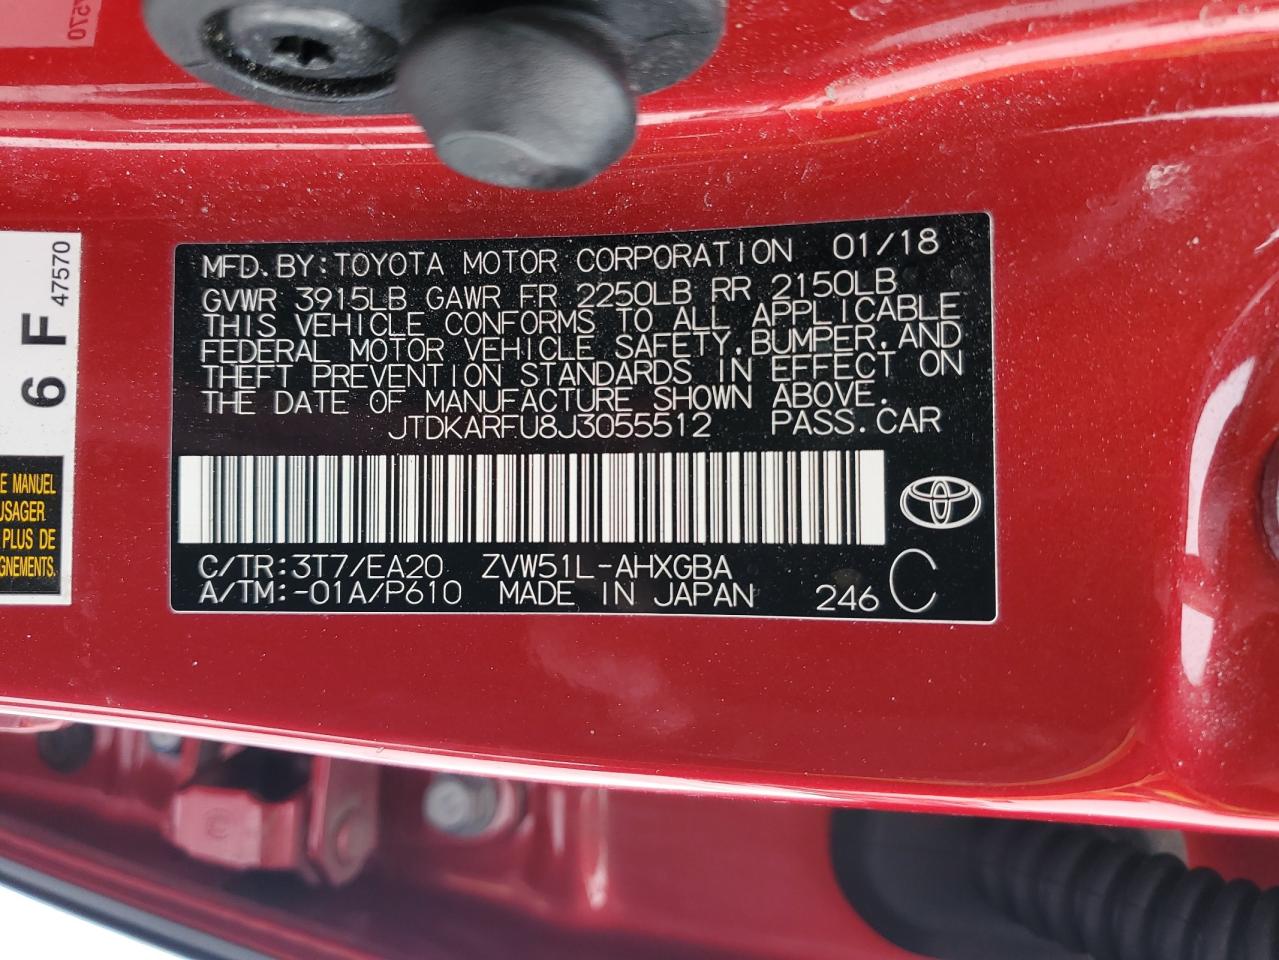 7570
6 F 47570
E MANUEL
USAGER
PLUS DE
GNEMENTS.
MFD.BY:TOYOTA MOTOR CORPORATION 01/18
GVWR 3915LB GAWR FR 2250LB RR 2150LB
THIS VEHICLE CONFORMS TO ALL APPLICABLE
FEDERAL MOTOR VEHICLE SAFETY,BUMPER,AND
THEFT PREVENTION STANDARDS IN EFFECT ON
THE DATE OF MANUFACTURE SHOWN ABOVE.
JTDKARFU8J3055512 PASS.CAR
C/TR:3T7/EA20 ZVW51L-AHXGBA
A/TM:-01A/P610 MADE IN JAPAN 246 C